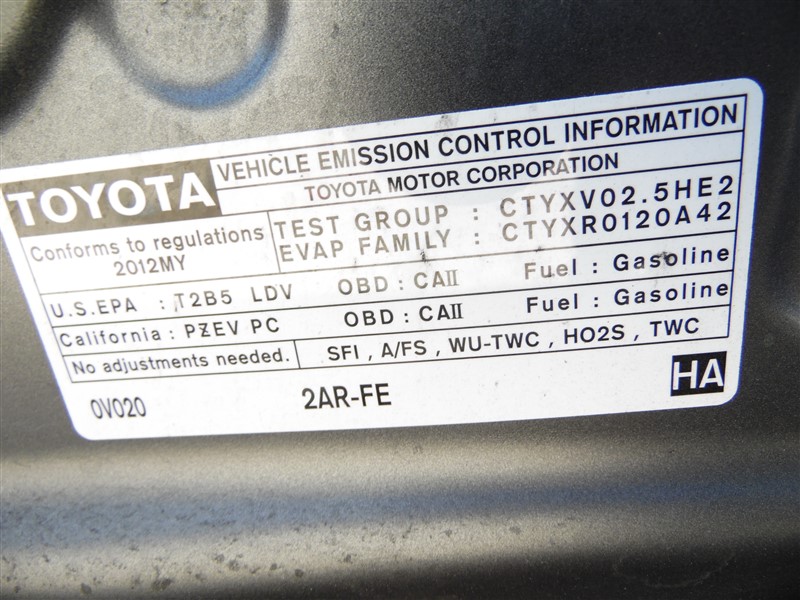 TOYOTA
VEHICLE EMISSION CONTROL INFORMATION
TOYOTA MOTOR CORPORATION
Conforms to regulations
2012MY
TEST GROUP : CTYXV02.5HE2
EVAP FAMILY : CTYXR0120A42
U.S.EPA : T2B5 LDV OBD : CAII Fuel : Gasoline
California : PZEV PC OBD : CAII Fuel : Gasoline
No adjustments needed. SFI , A/FS , WU-TWC , HO2S , TWC
0V020 2AR-FE HA